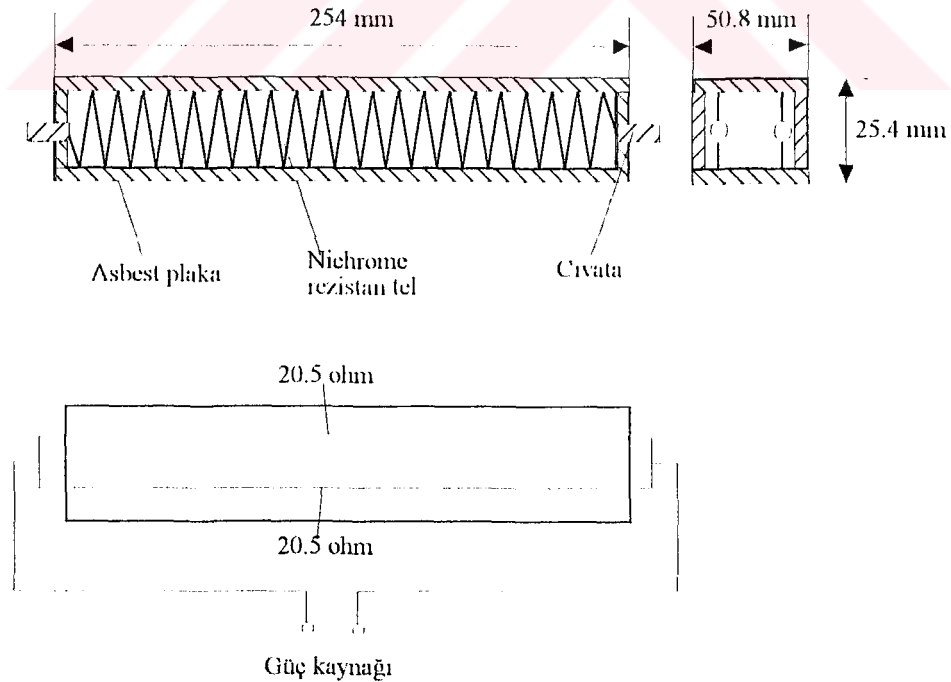 254 mm
50.8 mm
25.4 mm
Asbest plaka
Nichrome
rezistan tel
Cıvata
20.5 ohm
20.5 ohm
Güç kaynağı